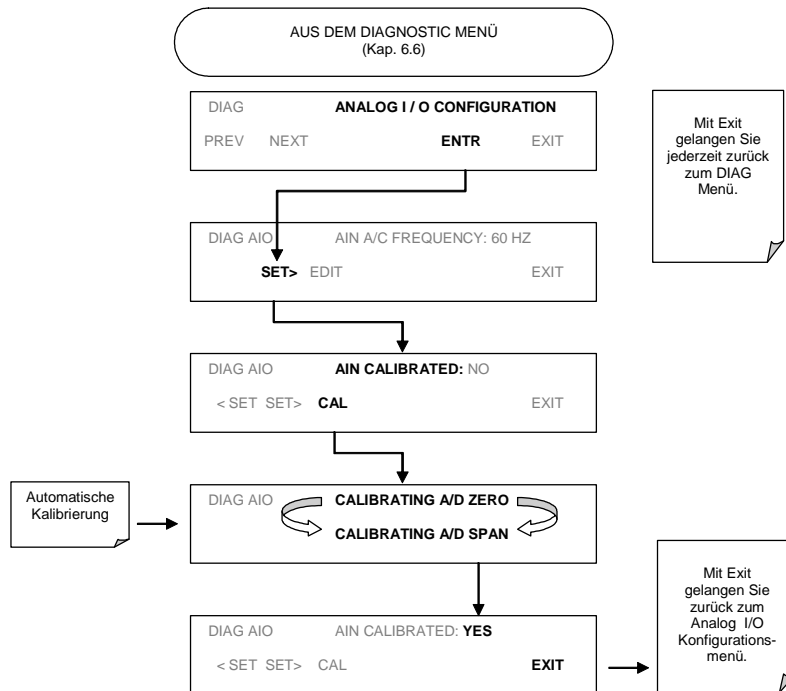 AUS DEM DIAGNOSTIC MENÜ
(Kap. 6.6)
DIAG ANALOG I / O CONFIGURATION
PREV NEXT ENTR EXIT
Mit Exit
gelangen Sie
jederzeit zurück
zum DIAG
Menü.
DIAG AIO AIN A/C FREQUENCY: 60 HZ
SET> EDIT EXIT
DIAG AIO AIN CALIBRATED: NO
< SET SET> CAL EXIT
Automatische
Kalibrierung
DIAG AIO CALIBRATING A/D ZERO
CALIBRATING A/D SPAN
DIAG AIO AIN CALIBRATED: YES
< SET SET> CAL EXIT
Mit Exit
gelangen Sie
zurück zum
Analog I/O
Konfigurations-
menü.